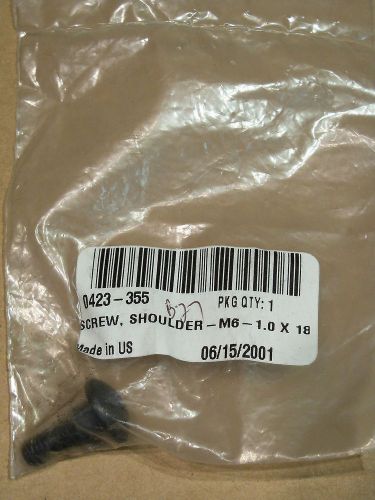 0423-355 PKG QTY: 1
SCREW, SHOULDER-M6-1.0 X 18
Made in US 06/15/2001